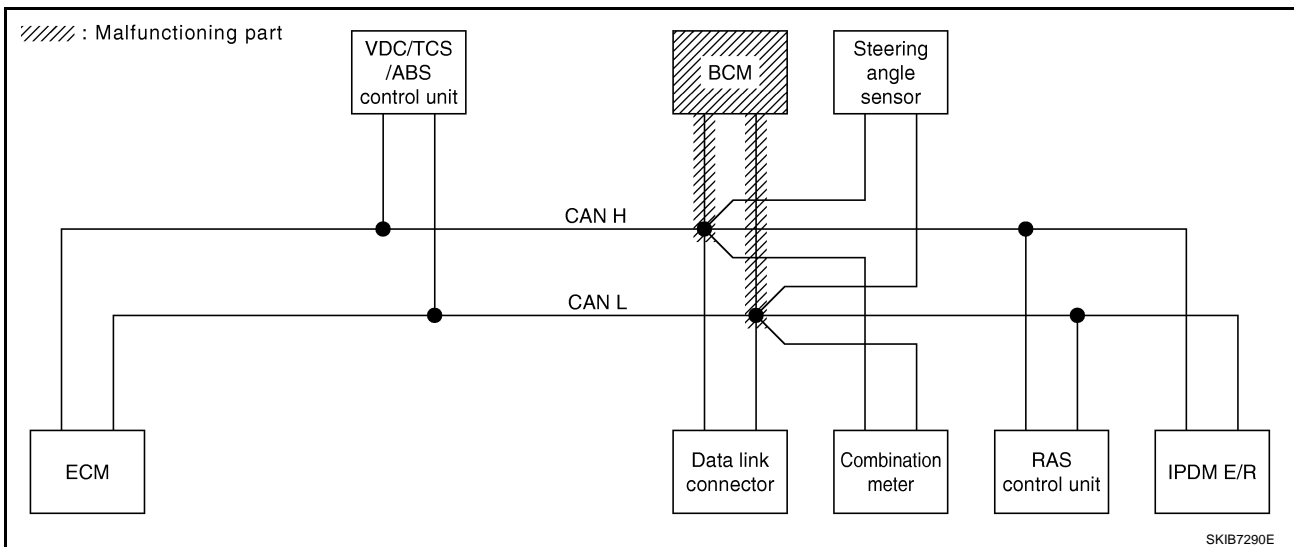 : Malfunctioning part
VDC/TCS
/ABS
control unit
BCM
Steering
angle
sensor
CAN H
CAN L
ECM
Data link
connector
Combination
meter
RAS
control unit
IPDM E/R
SKIB7290E